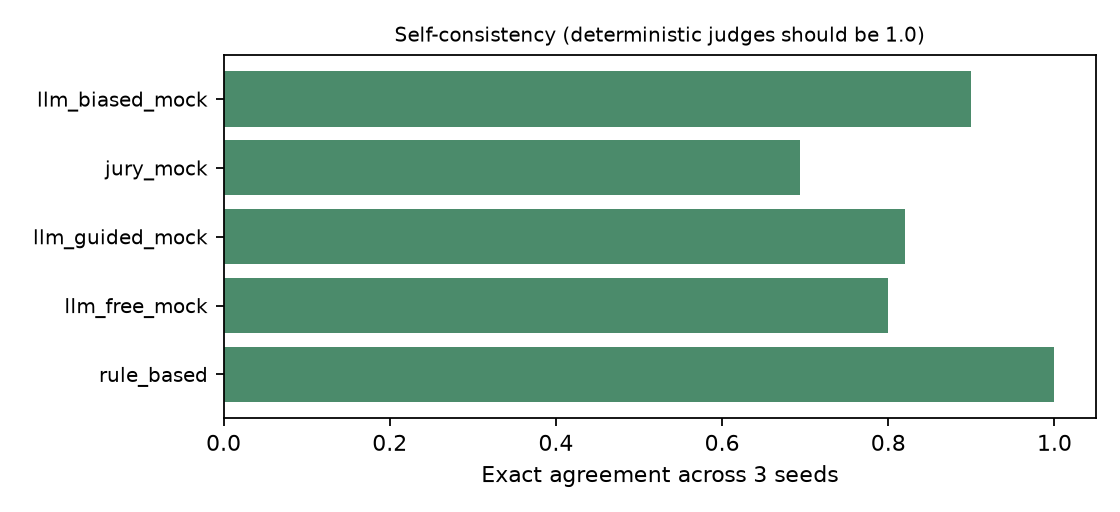 Self-consistency (deterministic judges should be 1.0)
llm_biased_mock
jury_mock
llm_guided_mock
llm_free_mock
rule_based
0.0 0.2 0.4 0.6 0.8 1.0
Exact agreement across 3 seeds